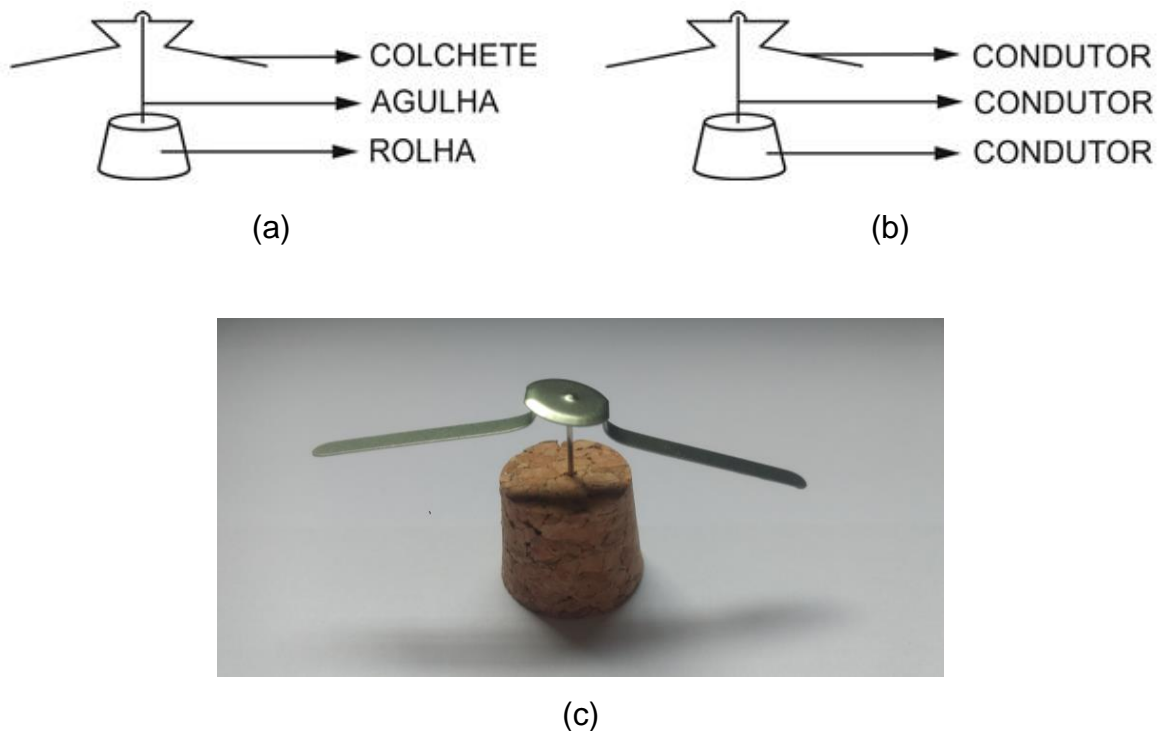 COLCHETE
AGULHA
ROLHA
(a)
CONDUTOR
CONDUTOR
CONDUTOR
(b)
(c)